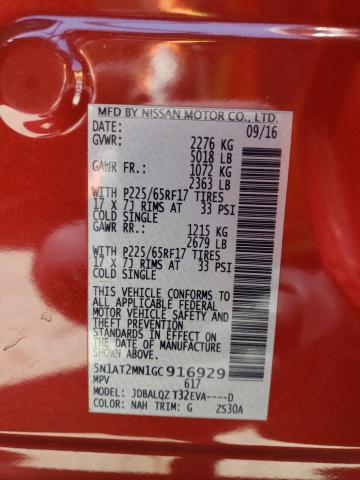 MFD BY NISSAN MOTOR CO., LTD.
DATE: 09/16
GVWR: 2276 KG
5018 LB
GAWR FR.: 1072 KG
2363 LB
WITH P225/65RF17 TIRES
17 X 7J RIMS AT 33 PSI
COLD SINGLE
GAWR RR.: 1215 KG
2679 LB
WITH P225/65RF17 TIRES
17 X 7J RIMS AT 33 PSI
COLD SINGLE
THIS VEHICLE CONFORMS TO
ALL APPLICABLE FEDERAL
MOTOR VEHICLE SAFETY AND
THEFT PREVENTION
STANDARDS IN EFFECT ON
THE DATE OF MANUFACTURE
SHOWN ABOVE.
5N1AT2MN1GC916929
MPV 617
MODEL: JDBALQZ T32EVA----D
COLOR: NAH TRIM: G ZS30A